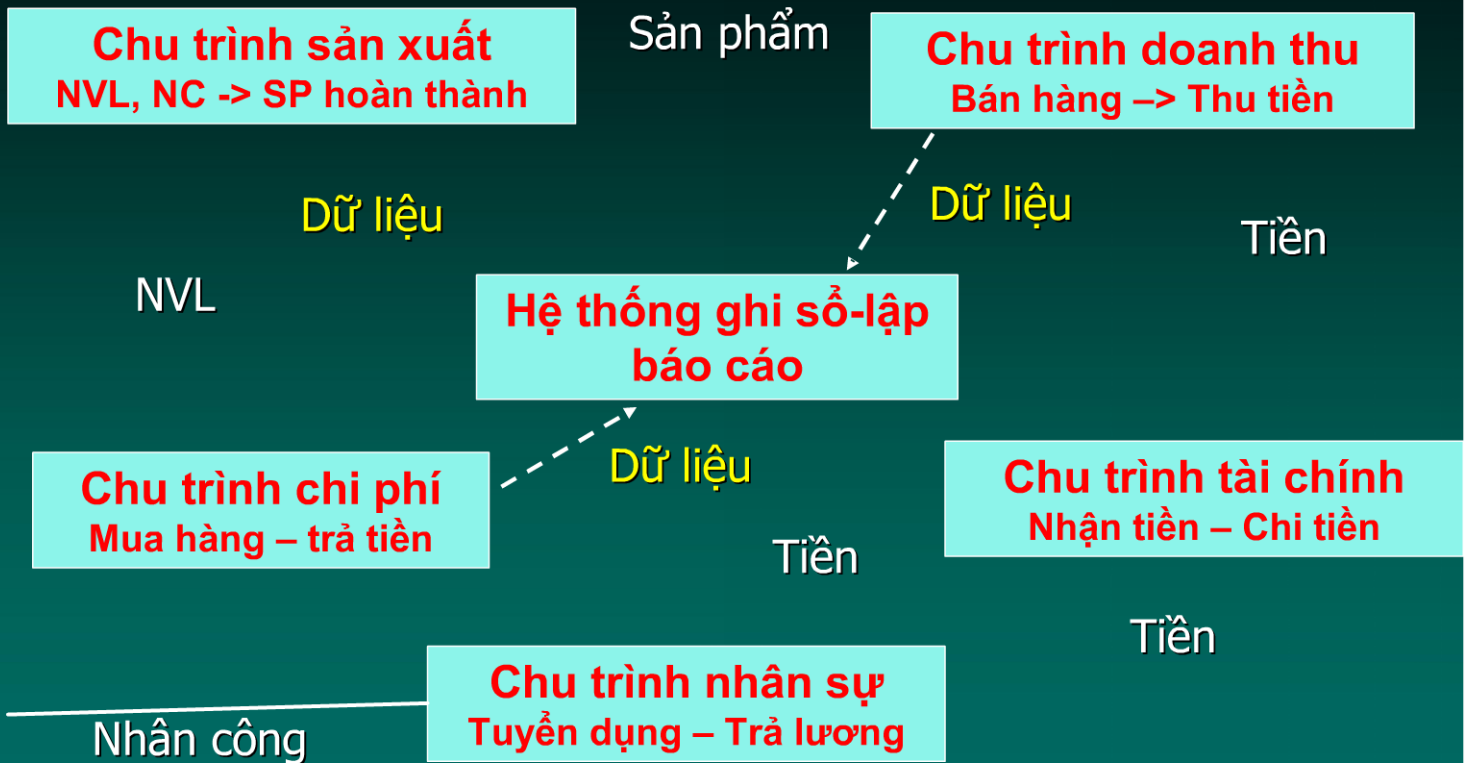 Chu trình sản xuất
NVL, NC -> SP hoàn thành
Sản phẩm
Chu trình doanh thu
Bán hàng –> Thu tiền
Dữ liệu
Dữ liệu
Tiền
NVL
Hệ thống ghi sổ-lập
báo cáo
Dữ liệu
Chu trình chi phí
Mua hàng – trả tiền
Chu trình tài chính
Nhận tiền – Chi tiền
Tiền
Tiền
Chu trình nhân sự
Tuyển dụng – Trả lương
Nhân công